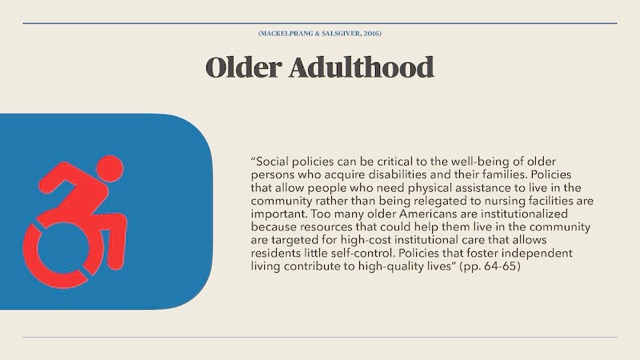 (MACKELPRANG & SALSGIVER, 2016)
Older Adulthood
“Social policies can be critical to the well-being of older
persons who acquire disabilities and their families. Policies
that allow people who need physical assistance to live in the
community rather than being relegated to nursing facilities are
important. Too many older Americans are institutionalized
because resources that could help them live in the community
are targeted for high-cost institutional care that allows
residents little self-control. Policies that foster independent
living contribute to high-quality lives” (pp. 64-65)